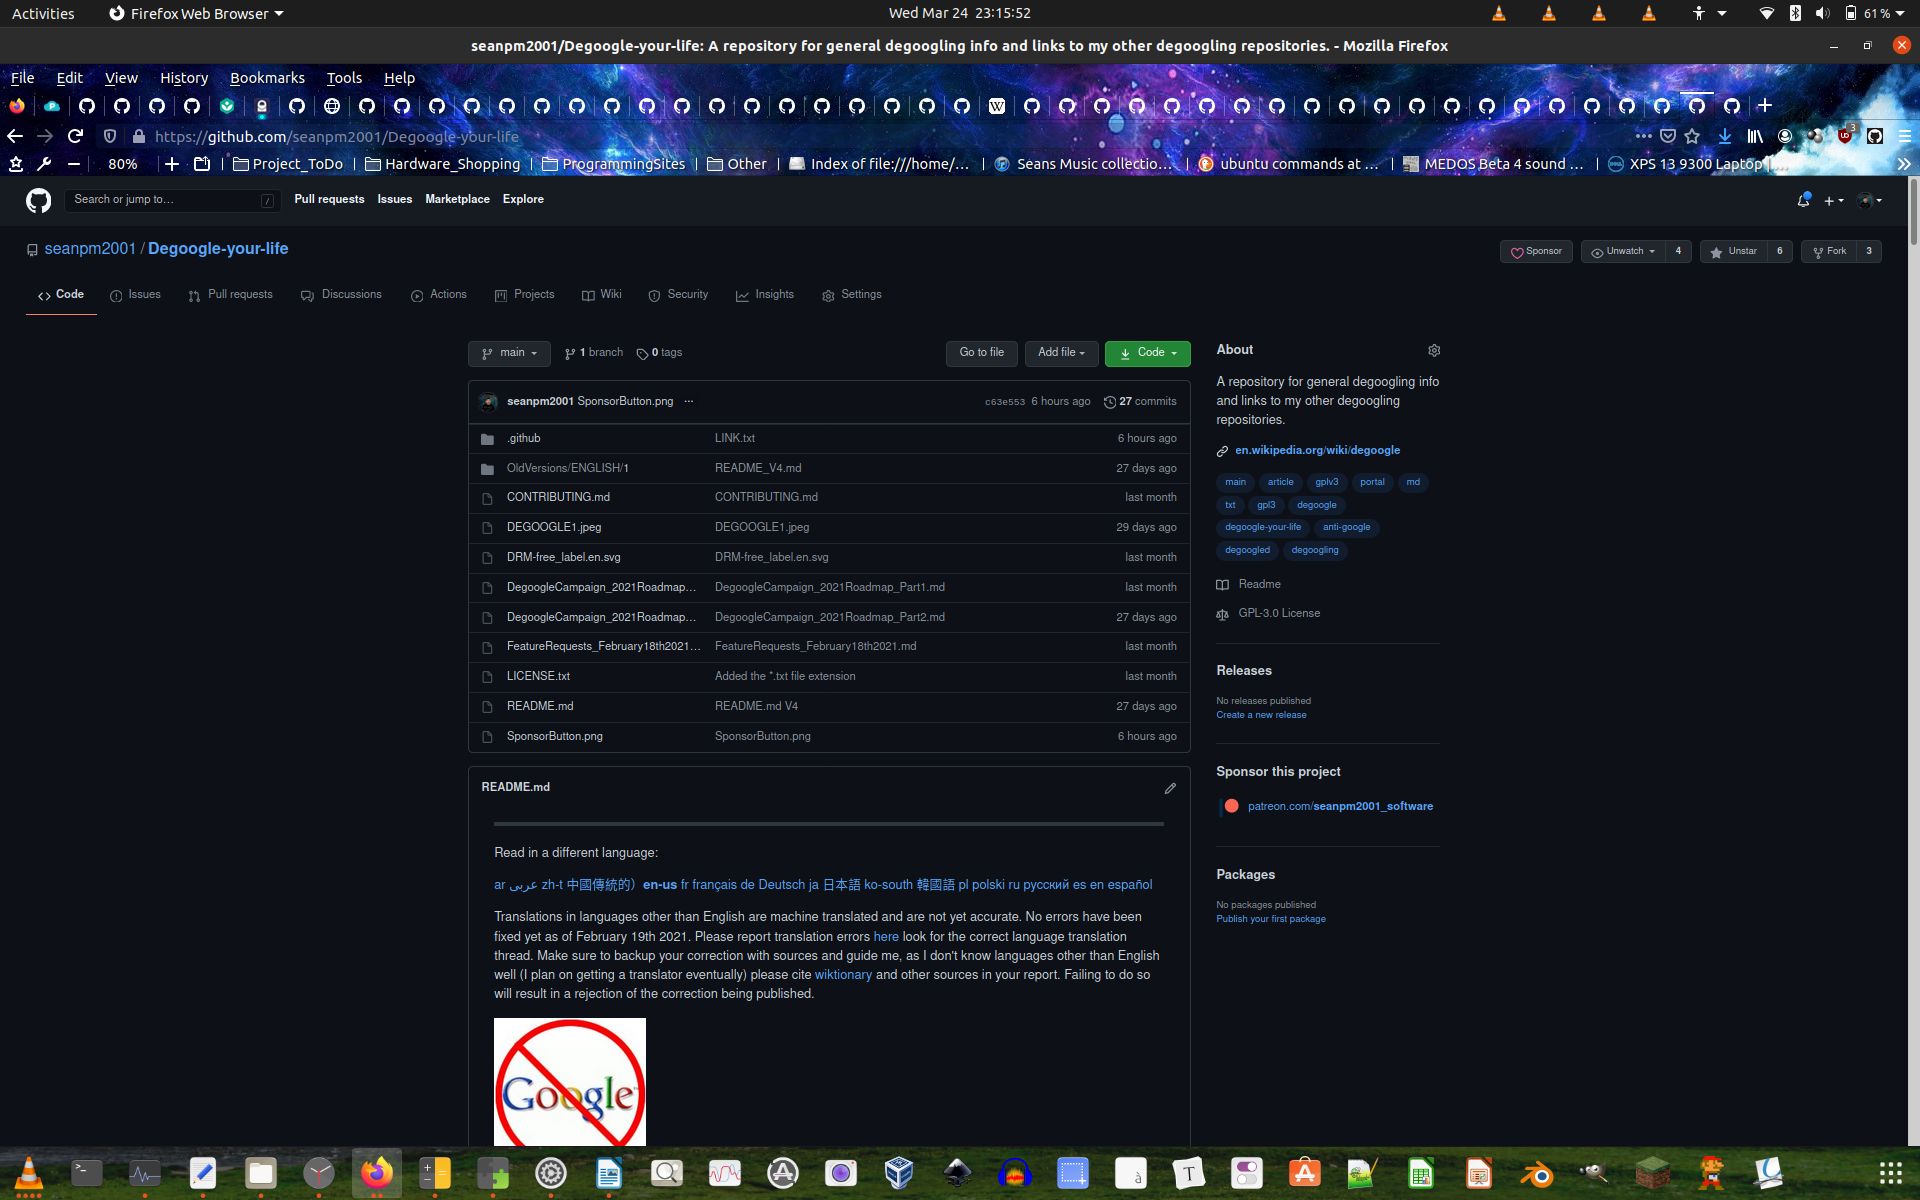 Activities Firefox Web Browser Wed Mar 24 23:15:52 61 %
seanpm2001/Degoogle-your-life: A repository for general degoogling info and links to my other degoogling repositories. - Mozilla Firefox
File Edit View History Bookmarks Tools Help
https://github.com/seanpm2001/Degoogle-your-life 3
80% Project_ToDo Hardware_Shopping ProgrammingSites Other Index of file:///home/… Seans Music collectio… ubuntu commands at … MEDOS Beta 4 sound … XPS 13 9300 Laptop
Search or jump to… / Pull requests Issues Marketplace Explore
seanpm2001 / Degoogle-your-life Sponsor Unwatch 4 Unstar 6 Fork 3
Code Issues Pull requests Discussions Actions Projects Wiki Security Insights Settings
main 1 branch 0 tags Go to file Add file Code
seanpm2001 SponsorButton.png ... c63e553 6 hours ago 27 commits
.github LINK.txt 6 hours ago
OldVersions/ENGLISH/1 README_V4.md 27 days ago
CONTRIBUTING.md CONTRIBUTING.md last month
DEGOOGLE1.jpeg DEGOOGLE1.jpeg 29 days ago
DRM-free_label.en.svg DRM-free_label.en.svg last month
DegoogleCampaign_2021Roadmap… DegoogleCampaign_2021Roadmap_Part1.md last month
DegoogleCampaign_2021Roadmap… DegoogleCampaign_2021Roadmap_Part2.md 27 days ago
FeatureRequests_February18th2021… FeatureRequests_February18th2021.md last month
LICENSE.txt Added the *.txt file extension last month
README.md README.md V4 27 days ago
SponsorButton.png SponsorButton.png 6 hours ago
README.md
Read in a different language:
ar عربى zh-t 中國傳統的）en-us fr français de Deutsch ja 日本語 ko-south 韓國語 pl polski ru русский es en español
Translations in languages other than English are machine translated and are not yet accurate. No errors have been
fixed yet as of February 19th 2021. Please report translation errors here look for the correct language translation
thread. Make sure to backup your correction with sources and guide me, as I don't know languages other than English
well (I plan on getting a translator eventually) please cite wiktionary and other sources in your report. Failing to do so
will result in a rejection of the correction being published.
Google
About
A repository for general degoogling info
and links to my other degoogling
repositories.
en.wikipedia.org/wiki/degoogle
main article gplv3 portal md
txt gpl3 degoogle
degoogle-your-life anti-google
degoogled degoogling
Readme
GPL-3.0 License
Releases
No releases published
Create a new release
Sponsor this project
patreon.com/seanpm2001_software
Packages
No packages published
Publish your first package